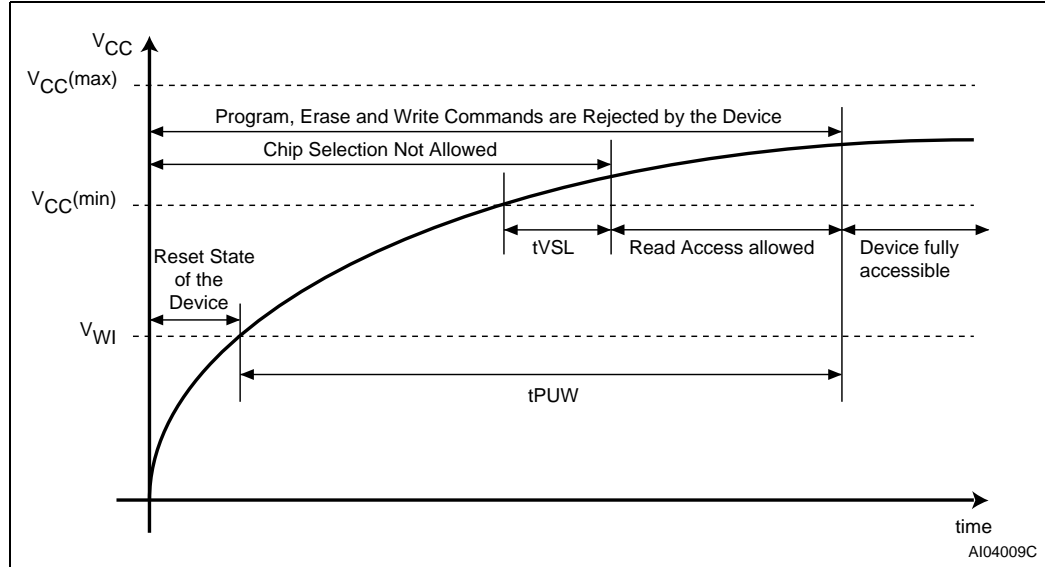 VCC
VCC(max)
Program, Erase and Write Commands are Rejected by the Device
Chip Selection Not Allowed
VCC(min)
Reset State
of the
Device
tVSL
Read Access allowed
Device fully
accessible
VWI
tPUW
time
AI04009C